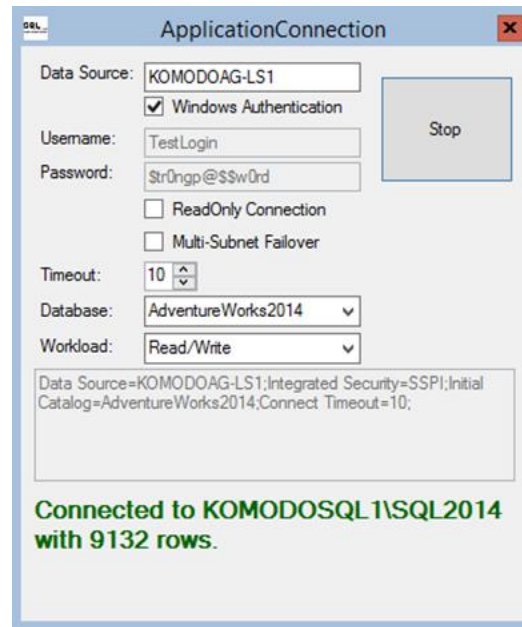 SQL
ApplicationConnection
Data Source: KOMODOAG-LS1
Windows Authentication
Stop
Username: TestLogin
Password: $tr0ngp@$$w0rd
ReadOnly Connection
Multi-Subnet Failover
Timeout: 10
Database: AdventureWorks2014
Workload: Read/Write
Data Source=KOMODOAG-LS1;Integrated Security=SSPI;Initial
Catalog=AdventureWorks2014;Connect Timeout=10;
Connected to KOMODOSQL1\SQL2014
with 9132 rows.